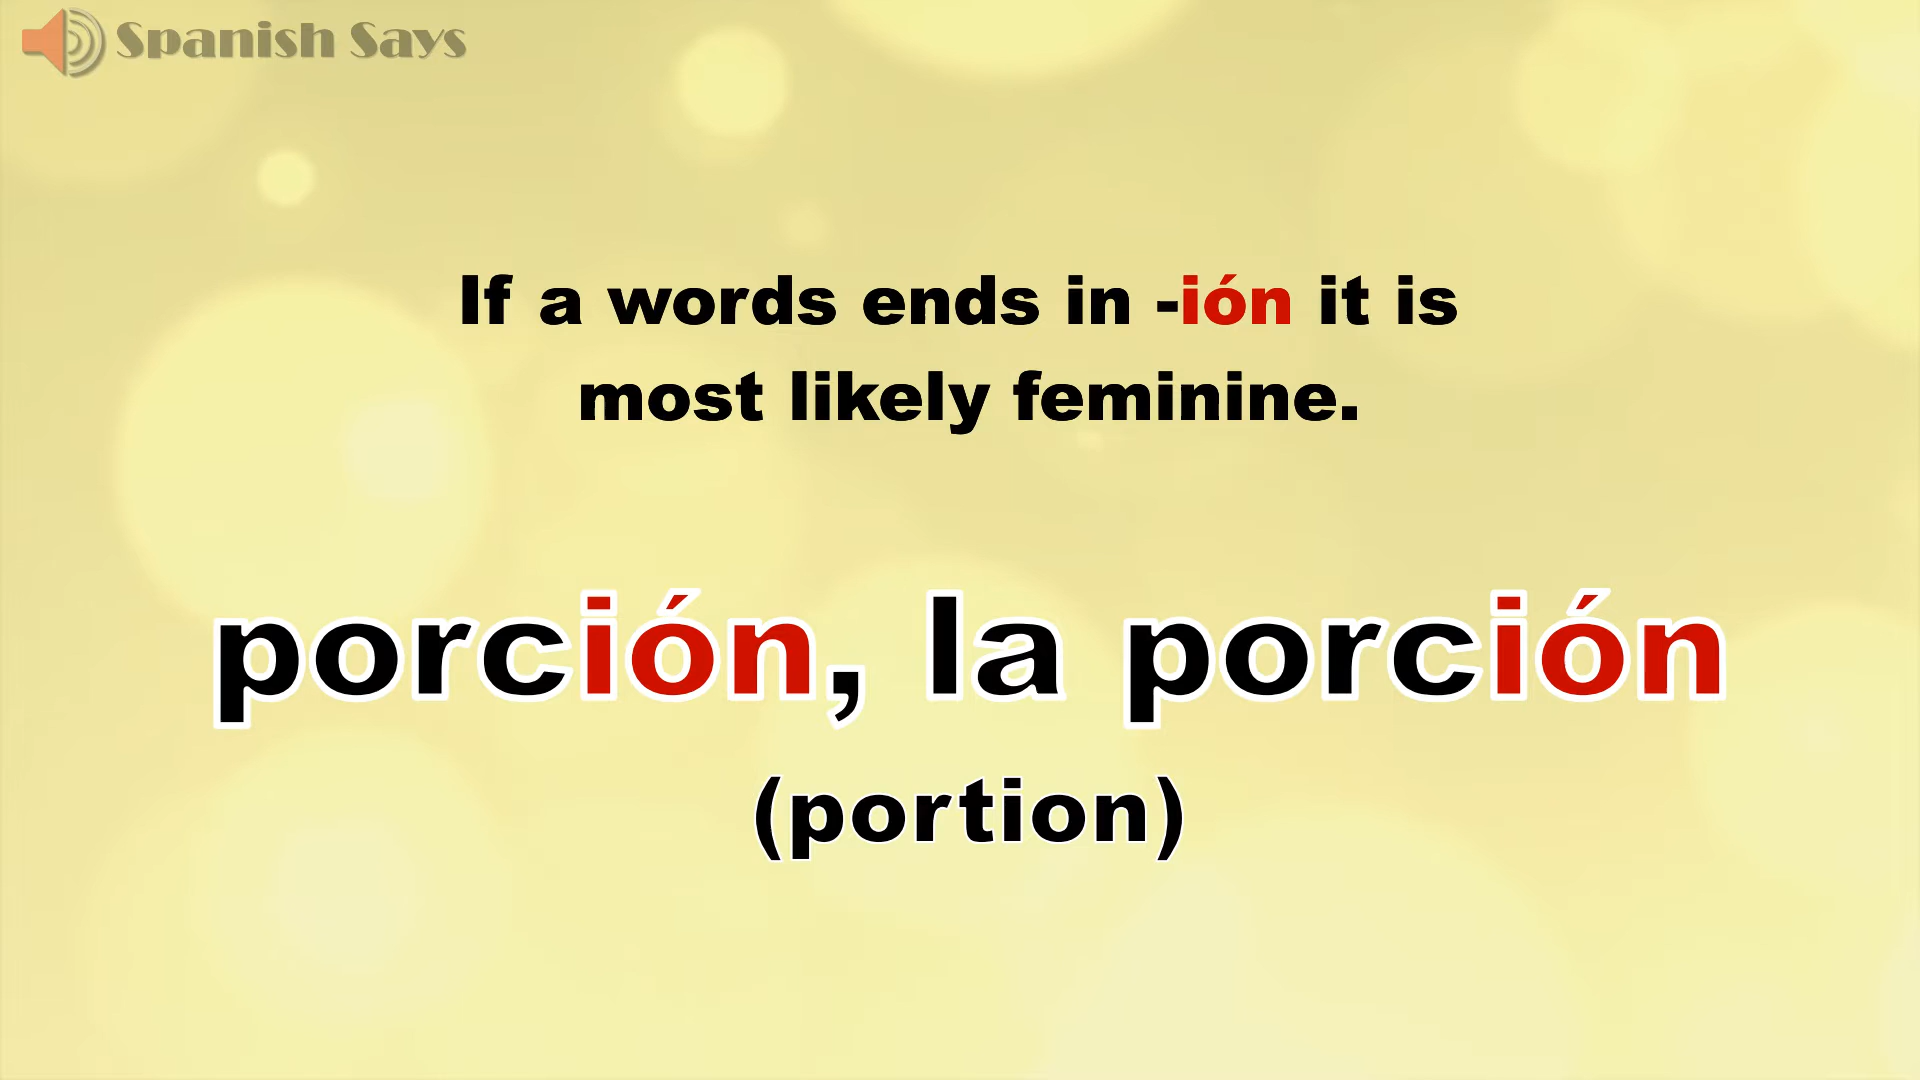 Spanish Says
If a words ends in -ión it is
most likely feminine.
porción, la porción
(portion)